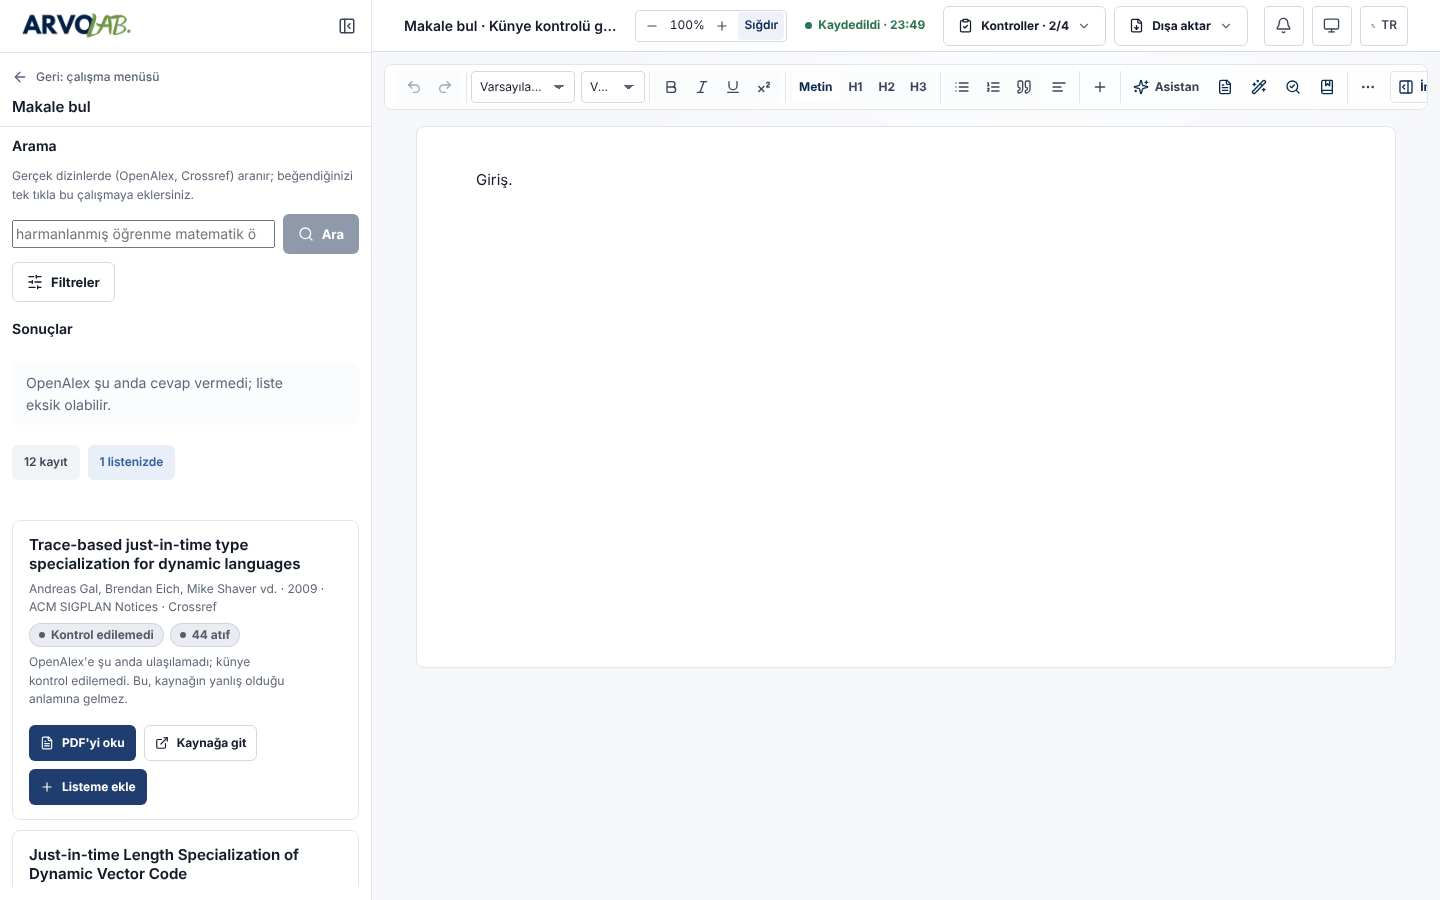 ARVOLAB.
Geri: çalışma menüsü
Makale bul
Arama
Gerçek dizinlerde (OpenAlex, Crossref) aranır; beğendiğinizi
tek tıkla bu çalışmaya eklersiniz.
harmanlanmış öğrenme matematik ö
Ara
Filtreler
Sonuçlar
OpenAlex şu anda cevap vermedi; liste
eksik olabilir.
12 kayıt
1 listenizde
Trace-based just-in-time type
specialization for dynamic languages
Andreas Gal, Brendan Eich, Mike Shaver vd. · 2009 ·
ACM SIGPLAN Notices · Crossref
Kontrol edilemedi
44 atıf
OpenAlex'e şu anda ulaşılamadı; künye
kontrol edilemedi. Bu, kaynağın yanlış olduğu
anlamına gelmez.
PDF'yi oku
Kaynağa git
Listeme ekle
Just-in-time Length Specialization of
Dynamic Vector Code
Makale bul · Künye kontrolü g...
100%
Sığdır
Kaydedildi · 23:49
Kontroller · 2/4
Dışa aktar
TR
Varsayıla...
V...
B
I
U
x²
Metin
H1
H2
H3
Asistan
Giriş.